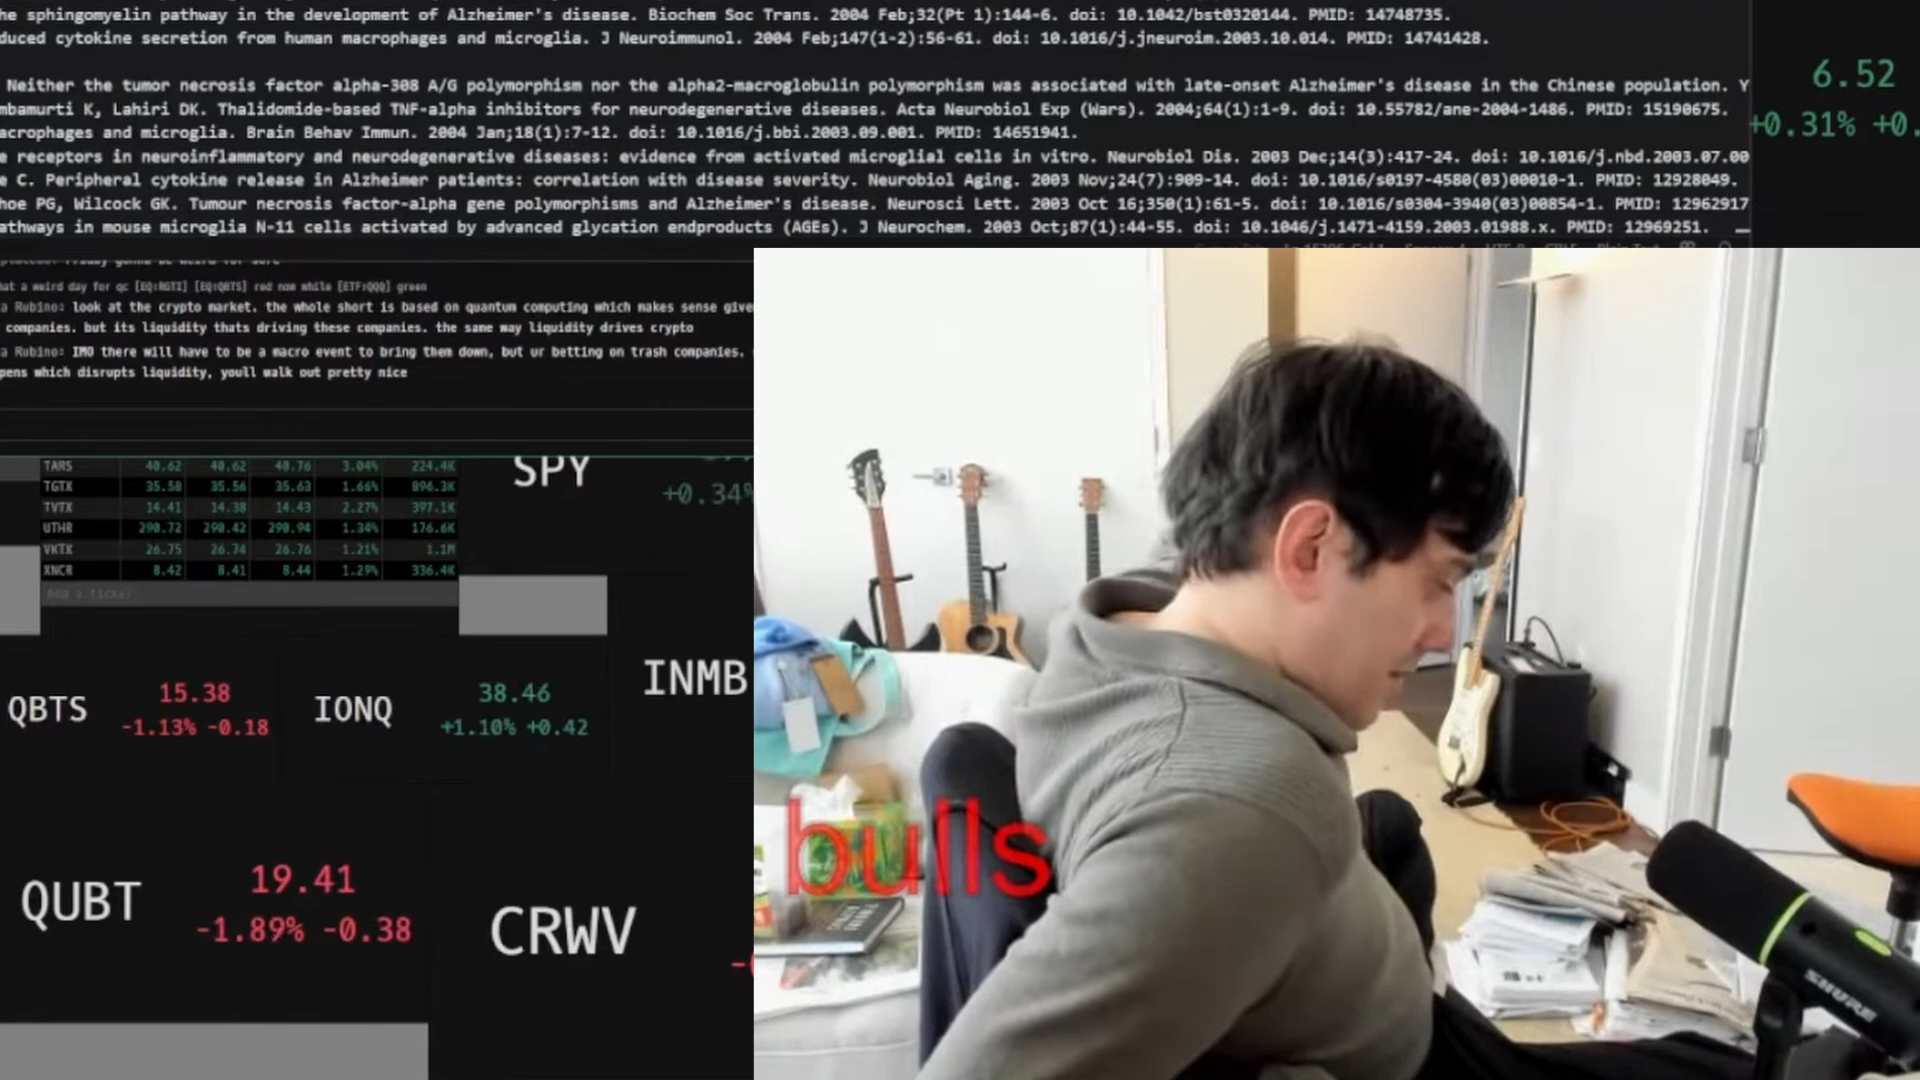 he sphingomyelin pathway in the development of Alzheimer's disease. Biochem Soc Trans. 2004 Feb;32(Pt 1):144-6. doi: 10.1042/bst0320144. PMID: 14748735.
duced cytokine secretion from human macrophages and microglia. J Neuroimmunol. 2004 Feb;147(1-2):56-61. doi: 10.1016/j.jneuroim.2003.10.014. PMID: 14741428.
Neither the tumor necrosis factor alpha-308 A/G polymorphism nor the alpha2-macroglobulin polymorphism was associated with late-onset Alzheimer's disease in the Chinese population. Y
mbamurti K, Lahiri DK. Thalidomide-based TNF-alpha inhibitors for neurodegenerative diseases. Acta Neurobiol Exp (Wars). 2004;64(1):1-9. doi: 10.55782/ane-2004-1486. PMID: 15190675.
acrophages and microglia. Brain Behav Immun. 2004 Jan;18(1):7-12. doi: 10.1016/j.bbi.2003.09.001. PMID: 14651941.
e receptors in neuroinflammatory and neurodegenerative diseases: evidence from activated microglial cells in vitro. Neurobiol Dis. 2003 Dec;14(3):417-24. doi: 10.1016/j.nbd.2003.07.00
e C. Peripheral cytokine release in Alzheimer patients: correlation with disease severity. Neurobiol Aging. 2003 Nov;24(7):909-14. doi: 10.1016/s0197-4580(03)00010-1. PMID: 12928049.
hoe PG, Wilcock GK. Tumour necrosis factor-alpha gene polymorphisms and Alzheimer's disease. Neurosci Lett. 2003 Oct 16;350(1):61-5. doi: 10.1016/s0304-3940(03)00854-1. PMID: 12962917
athways in mouse microglia N-11 cells activated by advanced glycation endproducts (AGEs). J Neurochem. 2003 Oct;87(1):44-55. doi: 10.1046/j.1471-4159.2003.01988.x. PMID: 12969251.
6.52
+0.31% +0.
hat a weird day for qc [EQ:RGTI] [EQ:QBTS] red now while [ETF:QQQ] green
a Rubino: look at the crypto market. the whole short is based on quantum computing which makes sense give
companies. but its liquidity thats driving these companies. the same way liquidity drives crypto
a Rubino: IMO there will have to be a macro event to bring them down, but ur betting on trash companies.
pens which disrupts liquidity, youll walk out pretty nice
TARS 40.62 40.62 40.76 3.04% 224.4K
TGTX 35.58 35.56 35.63 1.66% 896.3K
TVTX 14.41 14.38 14.43 2.27% 397.1K
UTHR 290.72 290.42 290.94 1.34% 176.6K
VKTX 26.75 26.74 26.76 1.21% 1.1M
XNCR 8.42 8.41 8.44 1.29% 336.4K
Add a ticker
SPY
+0.34%
QBTS
15.38
-1.13% -0.18
IONQ
38.46
+1.10% +0.42
INMB
QUBT
19.41
-1.89% -0.38
CRWV
bulls
SHURE